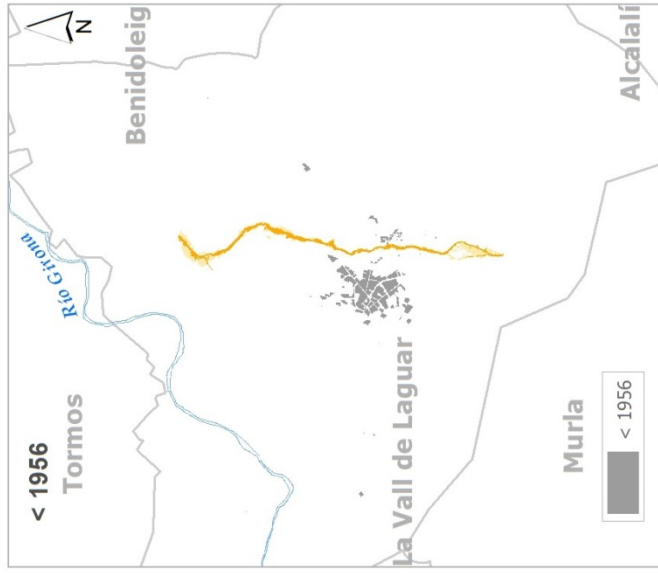 < 1956
Tormos
Río Girona
Benidoleig
N
La Vall de Laguar
Murla
Alcalalí
< 1956